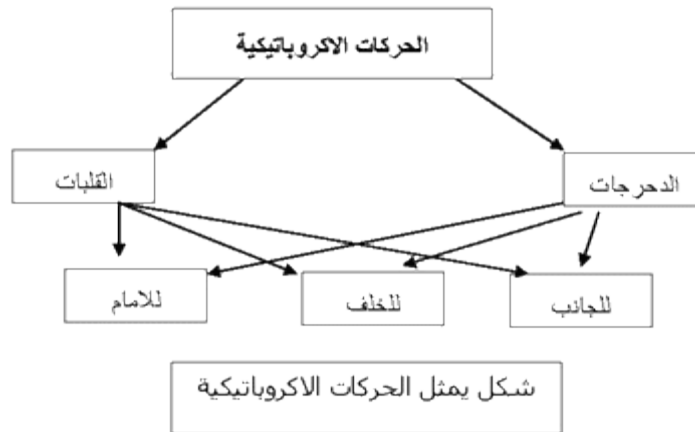 الحركات الاكروباتيكية
الدحرجات
القلبات
للجانب
للخلف
للامام
شكل يمثل الحركات الاكروباتيكية